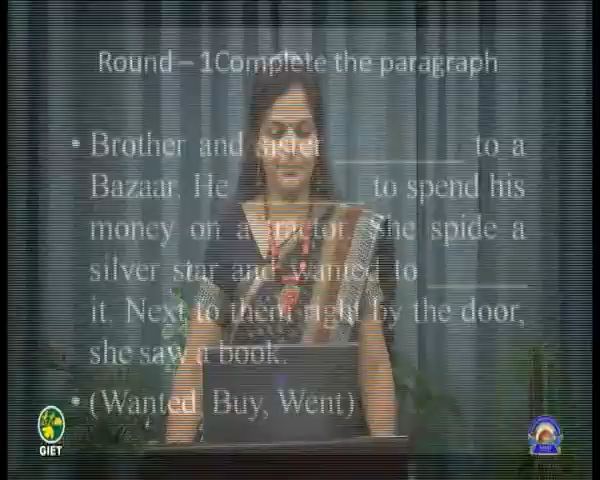 Round – 1Complete the paragraph
• Brother and sister ________ to a
Bazaar. He ________ to spend his
money on a tractor. She spide a
silver star and wanted to ______
it. Next to them right by the door,
she saw a book.
• (Wanted, Buy, Went)
GIET